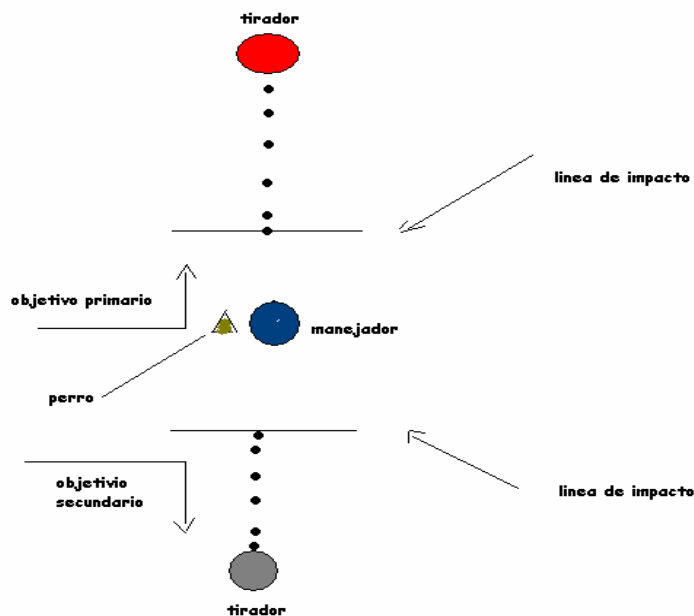 tirador
linea de impacto
objetivo primario
manejador
perro
objetivio
secundario
linea de impacto
tirador